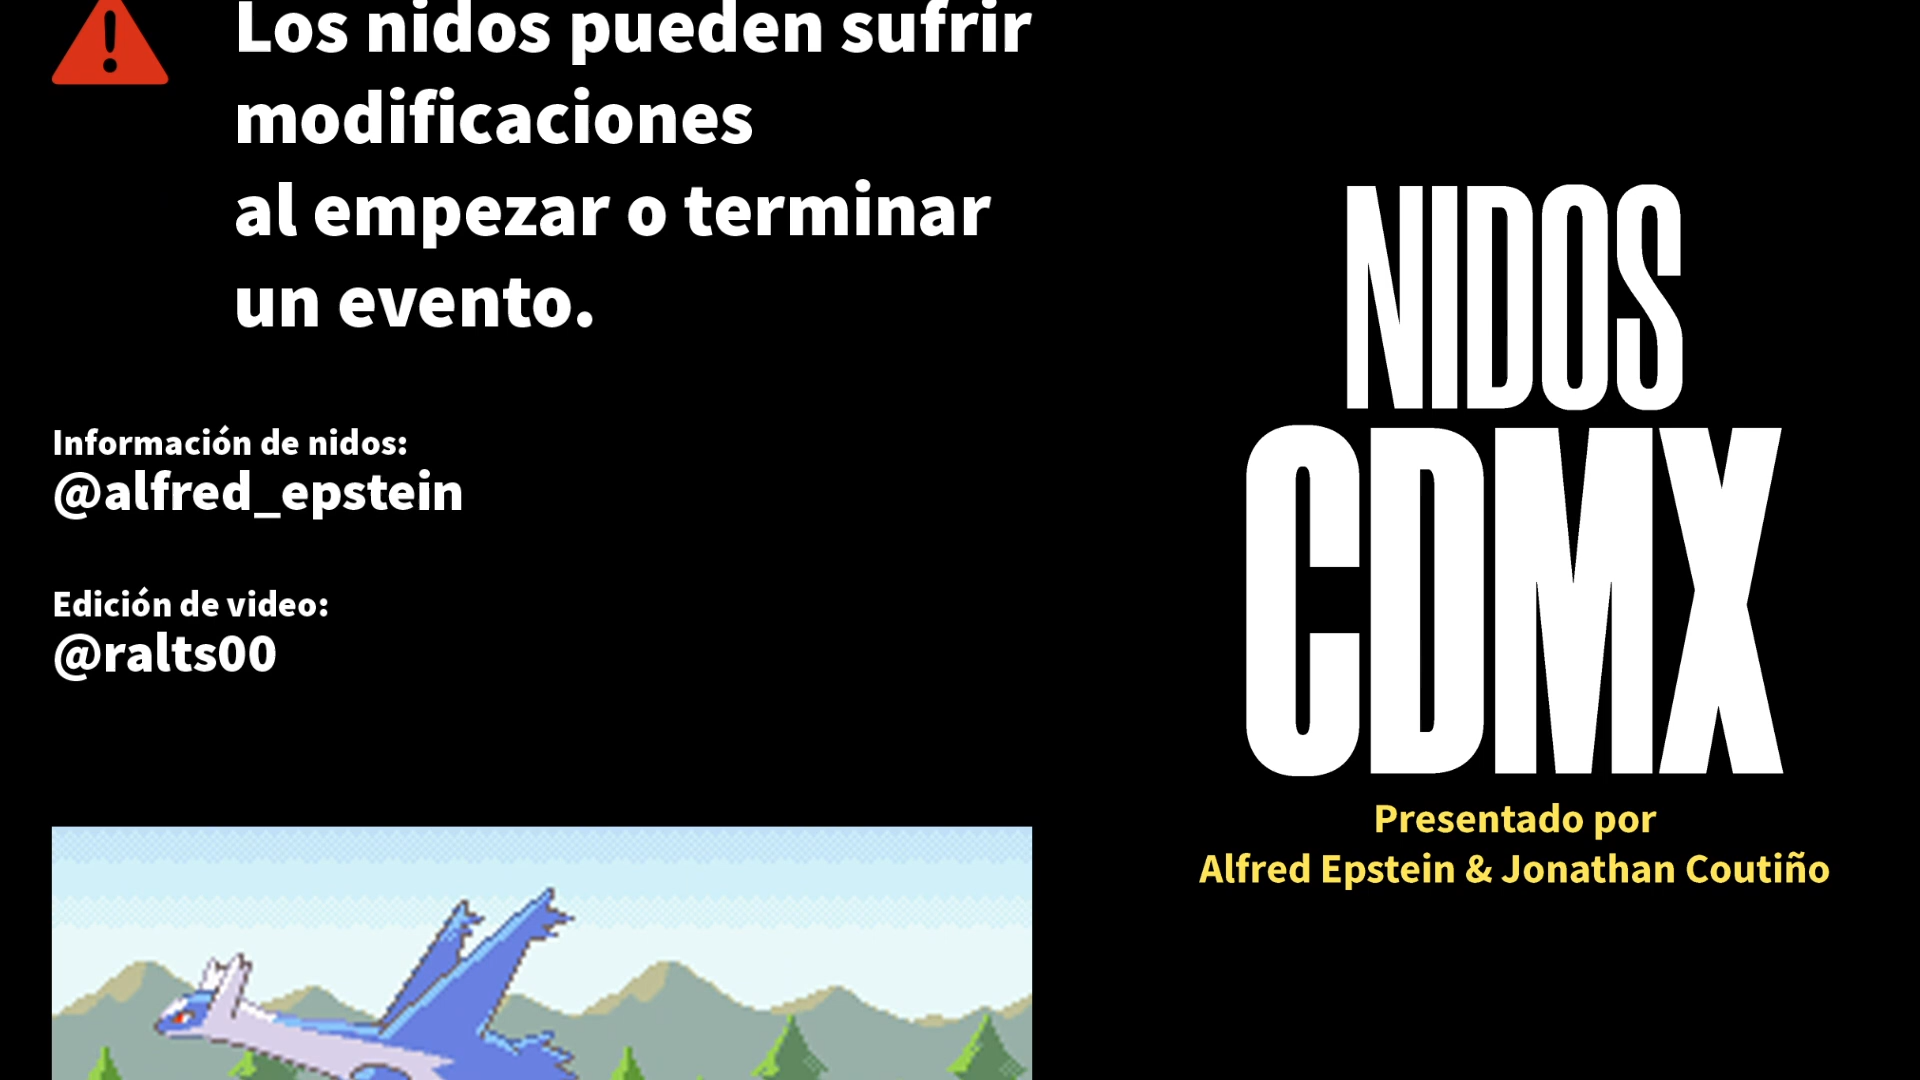 Los nidos pueden sufrir
modificaciones
al empezar o terminar
un evento.
Información de nidos:
@alfred_epstein
Edición de video:
@ralts00
NIDOS
CDMX
Presentado por
Alfred Epstein & Jonathan Coutiño